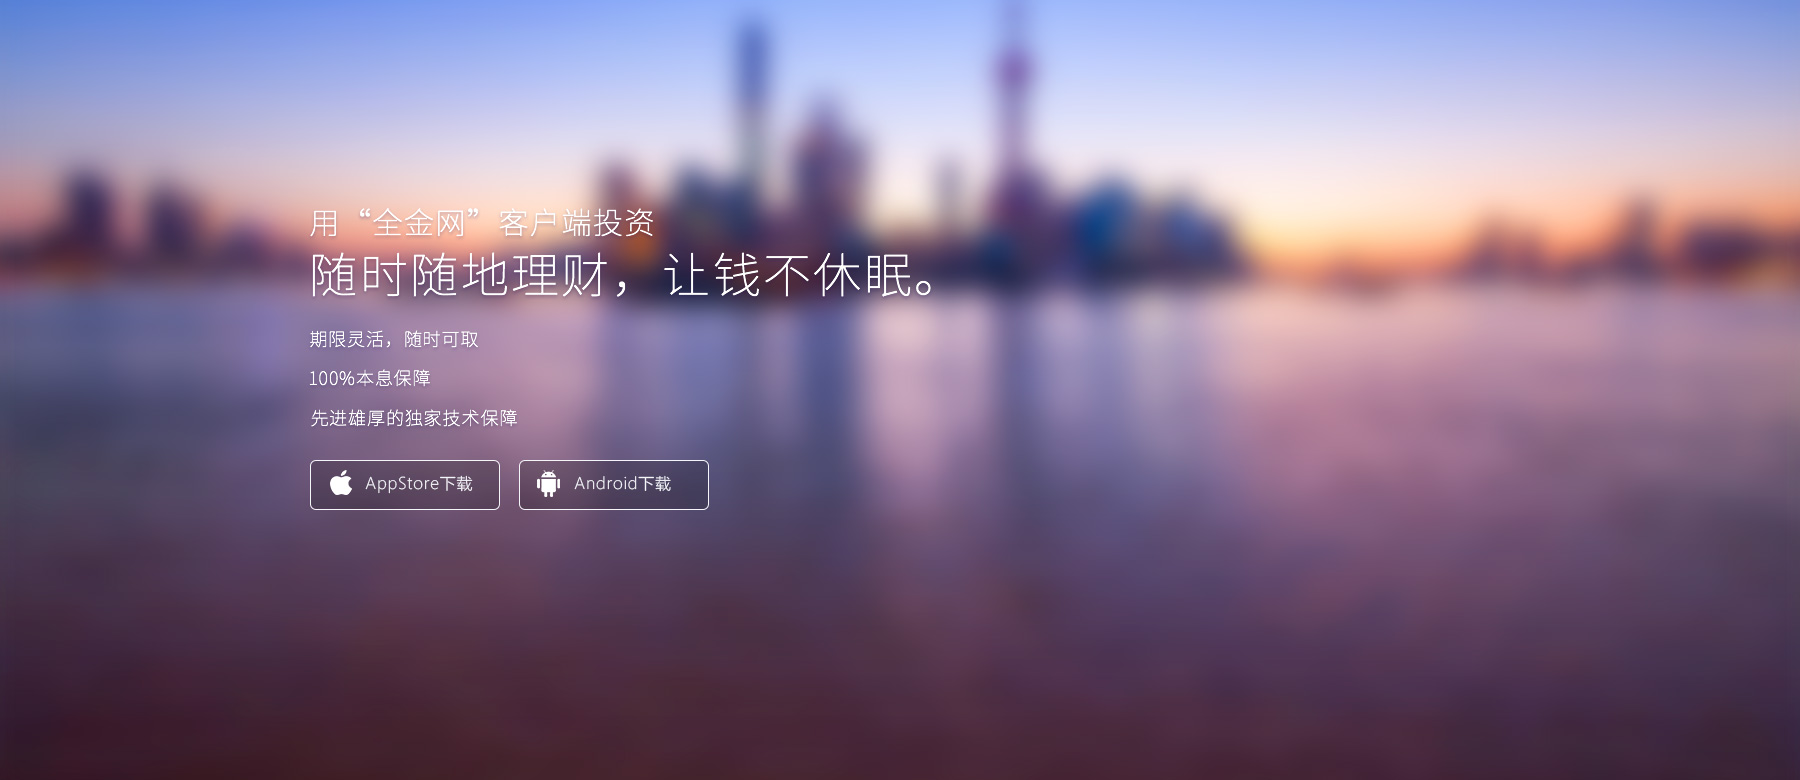 用“全金网”客户端投资
随时随地理财，让钱不休眠。
期限灵活，随时可取
100%本息保障
先进雄厚的独家技术保障
AppStore下载
Android下载